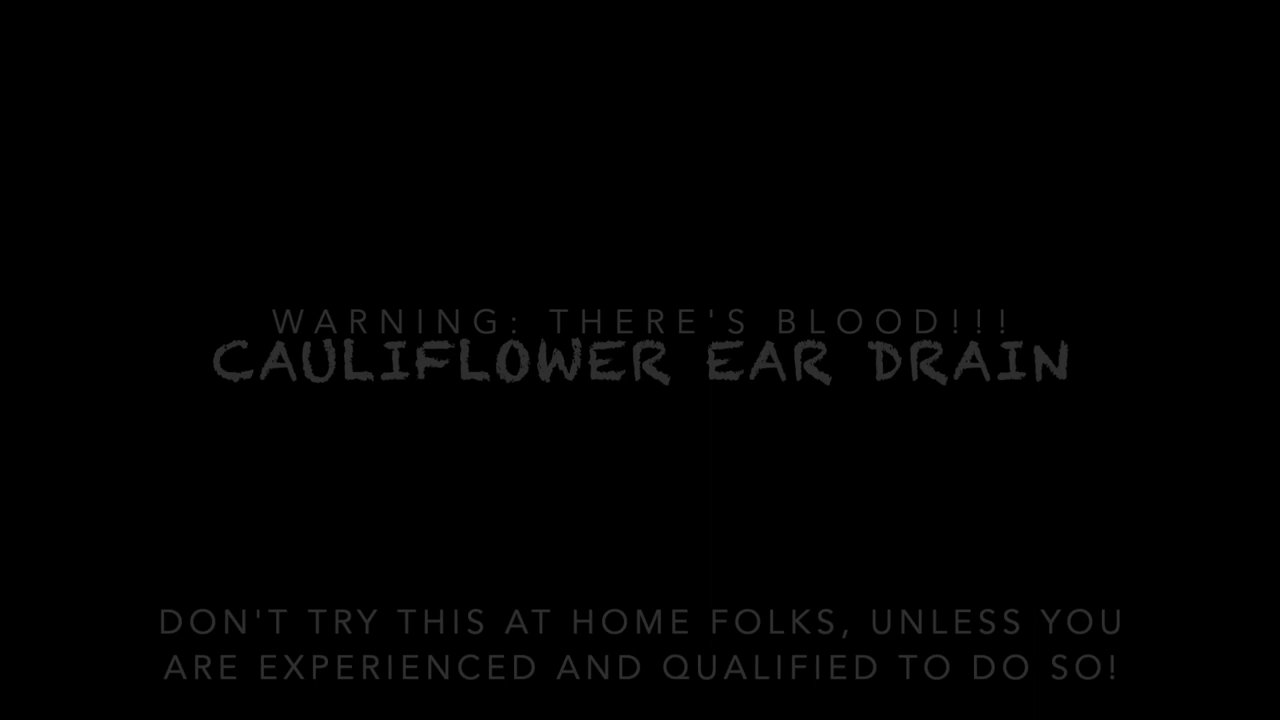 WARNING: THERE'S BLOOD!!!
CAULIFLOWER EAR DRAIN
DON'T TRY THIS AT HOME FOLKS, UNLESS YOU
ARE EXPERIENCED AND QUALIFIED TO DO SO!